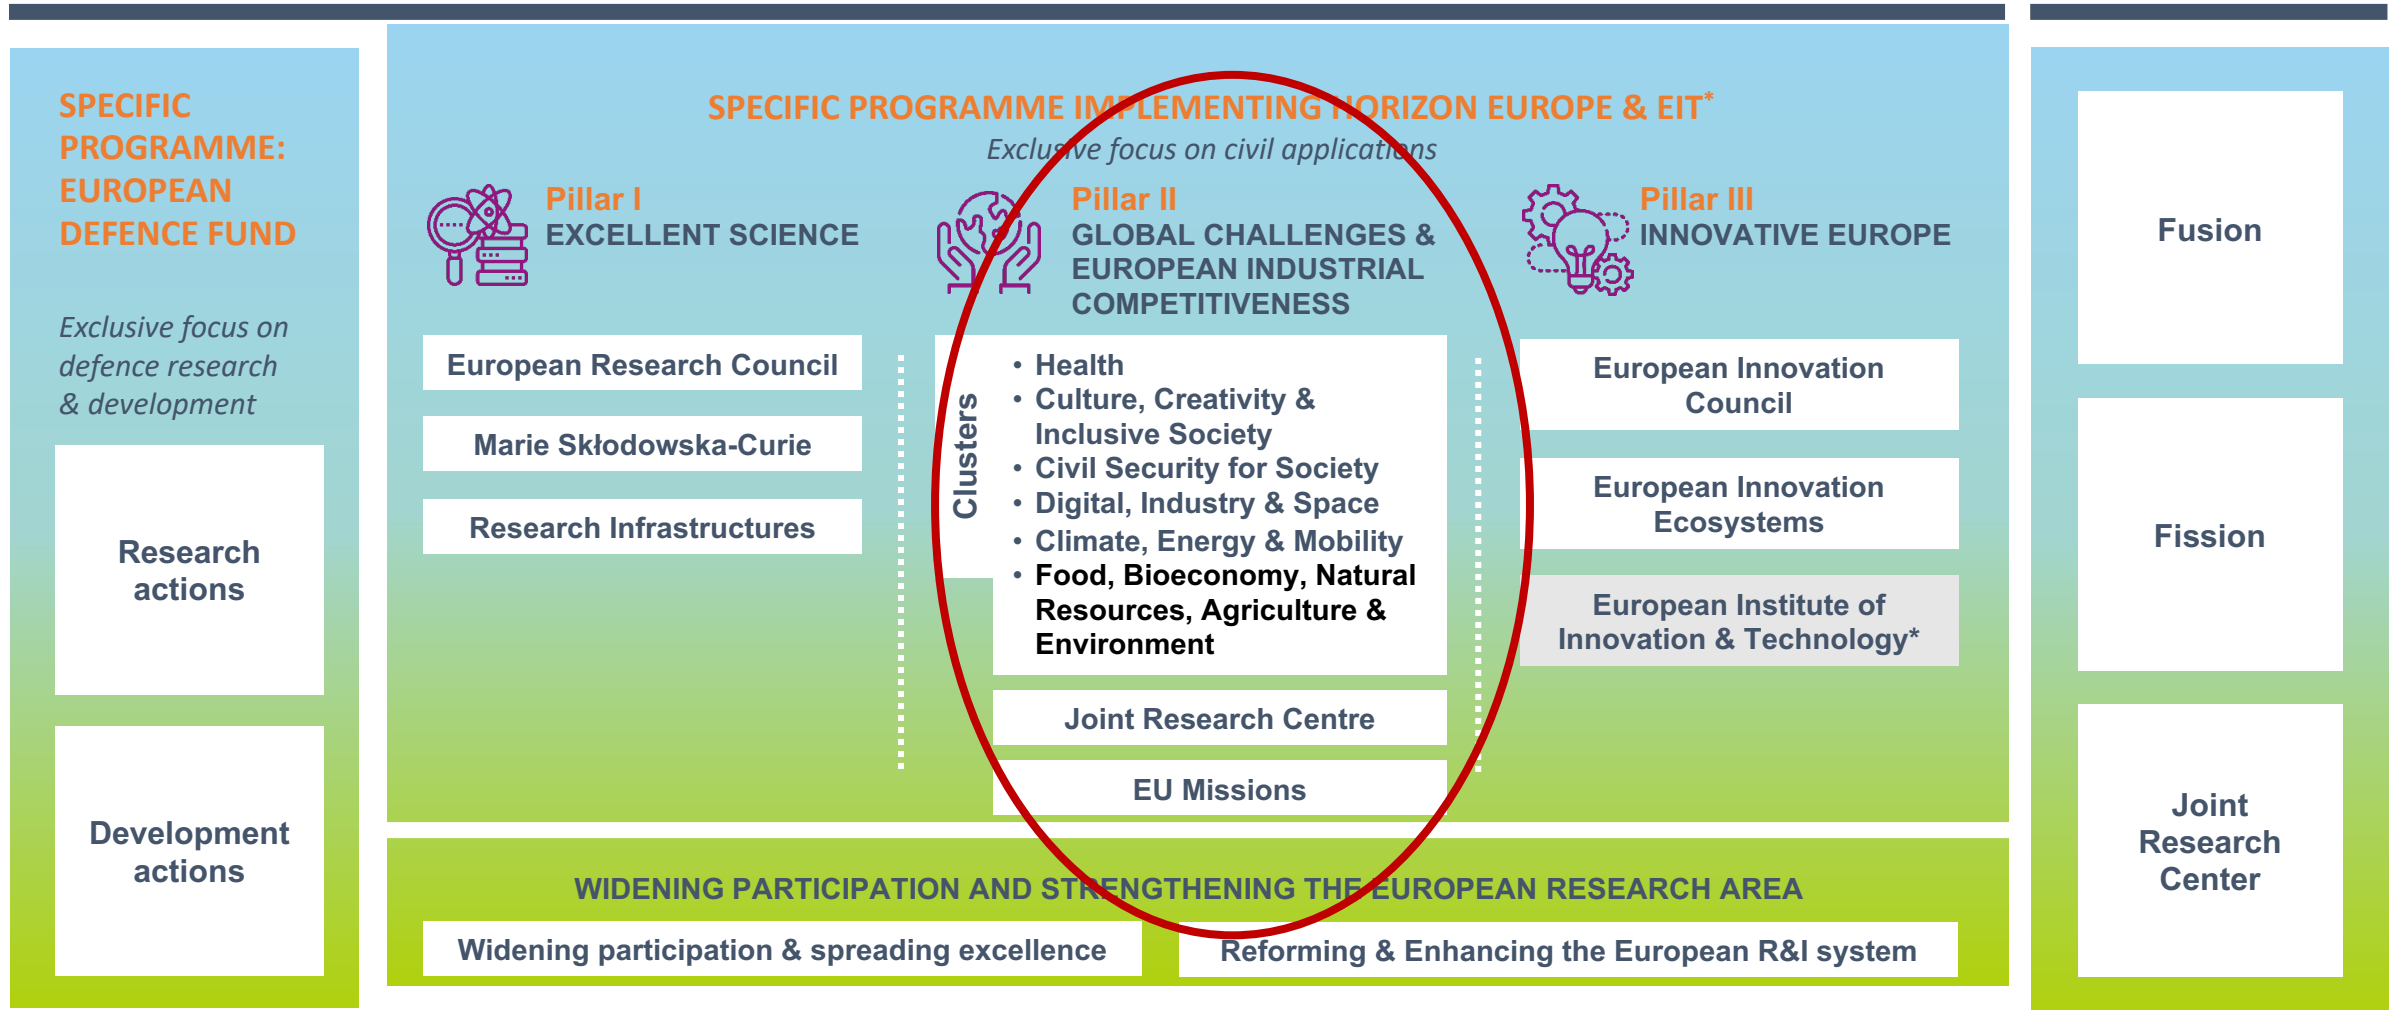 SPECIFIC
PROGRAMME:
EUROPEAN
DEFENCE FUND
Exclusive focus on
defence research
& development
Research
actions
Development
actions
SPECIFIC PROGRAMME IMPLEMENTING HORIZON EUROPE & EIT*
Exclusive focus on civil applications
Pillar I
EXCELLENT SCIENCE
European Research Council
Marie Skłodowska-Curie
Research Infrastructures
Pillar II
GLOBAL CHALLENGES &
EUROPEAN INDUSTRIAL
COMPETITIVENESS
Clusters
• Health
• Culture, Creativity &
Inclusive Society
• Civil Security for Society
• Digital, Industry & Space
• Climate, Energy & Mobility
• Food, Bioeconomy, Natural
Resources, Agriculture &
Environment
Joint Research Centre
EU Missions
Pillar III
INNOVATIVE EUROPE
European Innovation
Council
European Innovation
Ecosystems
European Institute of
Innovation & Technology*
WIDENING PARTICIPATION AND STRENGTHENING THE EUROPEAN RESEARCH AREA
Widening participation & spreading excellence
Reforming & Enhancing the European R&I system
Fusion
Fission
Joint
Research
Center